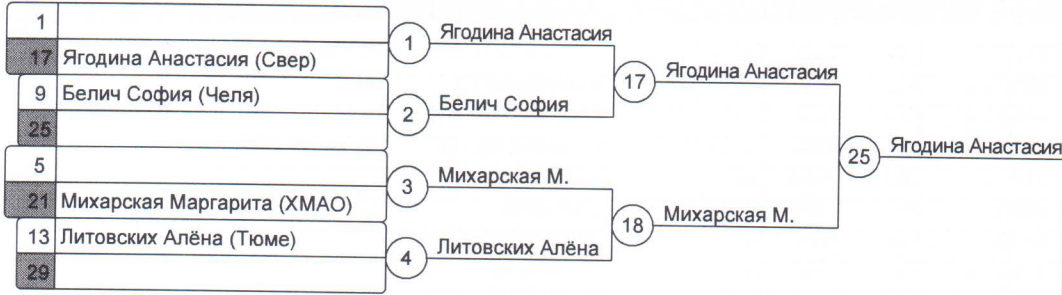 1
17 Ягодина Анастасия (Свер)
9 Белич София (Челя)
25
5
21 Михарская Маргарита (ХМАО)
13 Литовских Алёна (Тюме)
29
1 Ягодина Анастасия
2 Белич София
3 Михарская М.
4 Литовских Алёна
17 Ягодина Анастасия
18 Михарская М.
25 Ягодина Анастасия